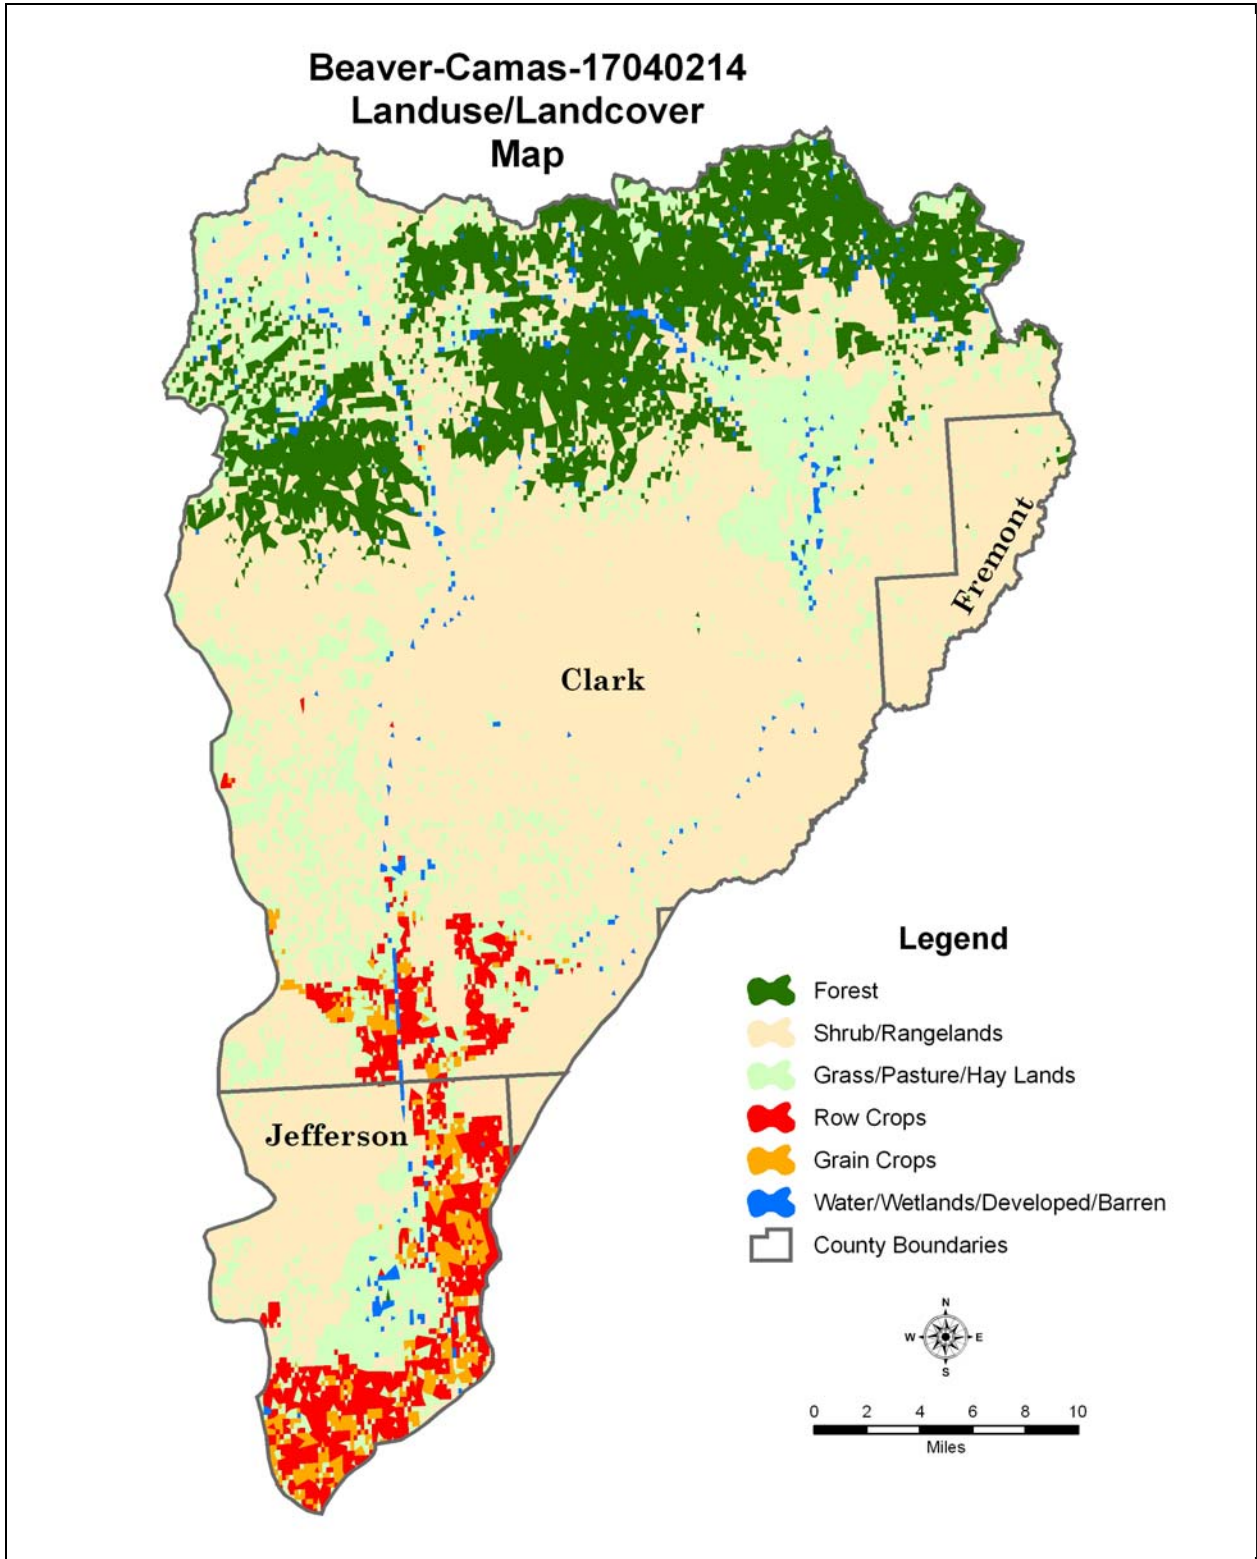 Beaver-Camas-17040214
Landuse/Landcover
Map
Fremont
Clark
Jefferson
Legend
Forest
Shrub/Rangelands
Grass/Pasture/Hay Lands
Row Crops
Grain Crops
Water/Wetlands/Developed/Barren
County Boundaries
N
W E
S
0 2 4 6 8 10
Miles